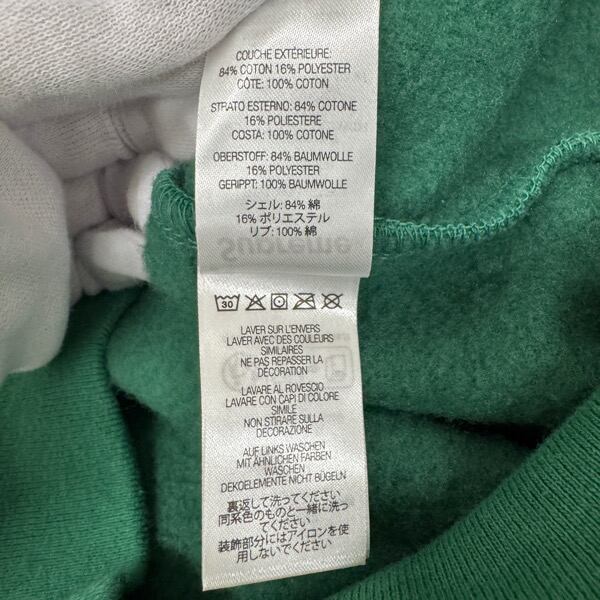 COUCHE EXTÉRIEURE:
84% COTON 16% POLYESTER
CÔTE: 100% COTON
STRATO ESTERNO: 84% COTONE
16% POLIESTERE
COSTA: 100% COTONE
OBERSTOFF: 84% BAUMWOLLE
16% POLYESTER
GERIPPT: 100% BAUMWOLLE
シェル: 84% 綿
16% ポリエステル
リブ: 100% 綿
Supreme
30
LAVER SUR L'ENVERS
LAVER AVEC DES COULEURS
SIMILAIRES
NE PAS REPASSER LA
DÉCORATION
LAVARE AL ROVESCIO
LAVARE CON CAPI DI COLORE
SIMILE
NON STIRARE SULLA
DECORAZIONE
AUF LINKS WASCHEN
MIT ÄHNLICHEN FARBEN
WASCHEN
DEKOELEMENTE NICHT BÜGELN
裏返して洗ってください
同系色のものと一緒に洗っ
てください
装飾部分にはアイロンを使
用しないでください